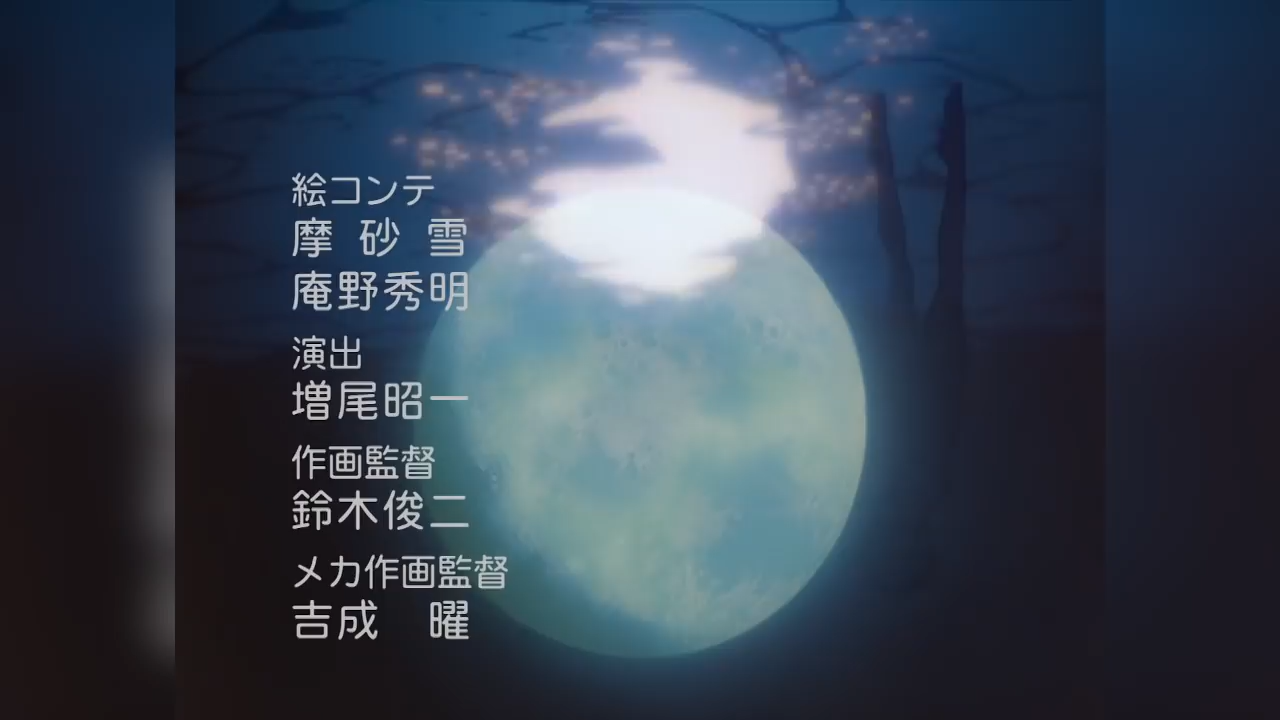 絵コンテ
摩 砂 雪
庵野秀明
演出
増尾昭一
作画監督
鈴木俊二
メカ作画監督
吉成　曜